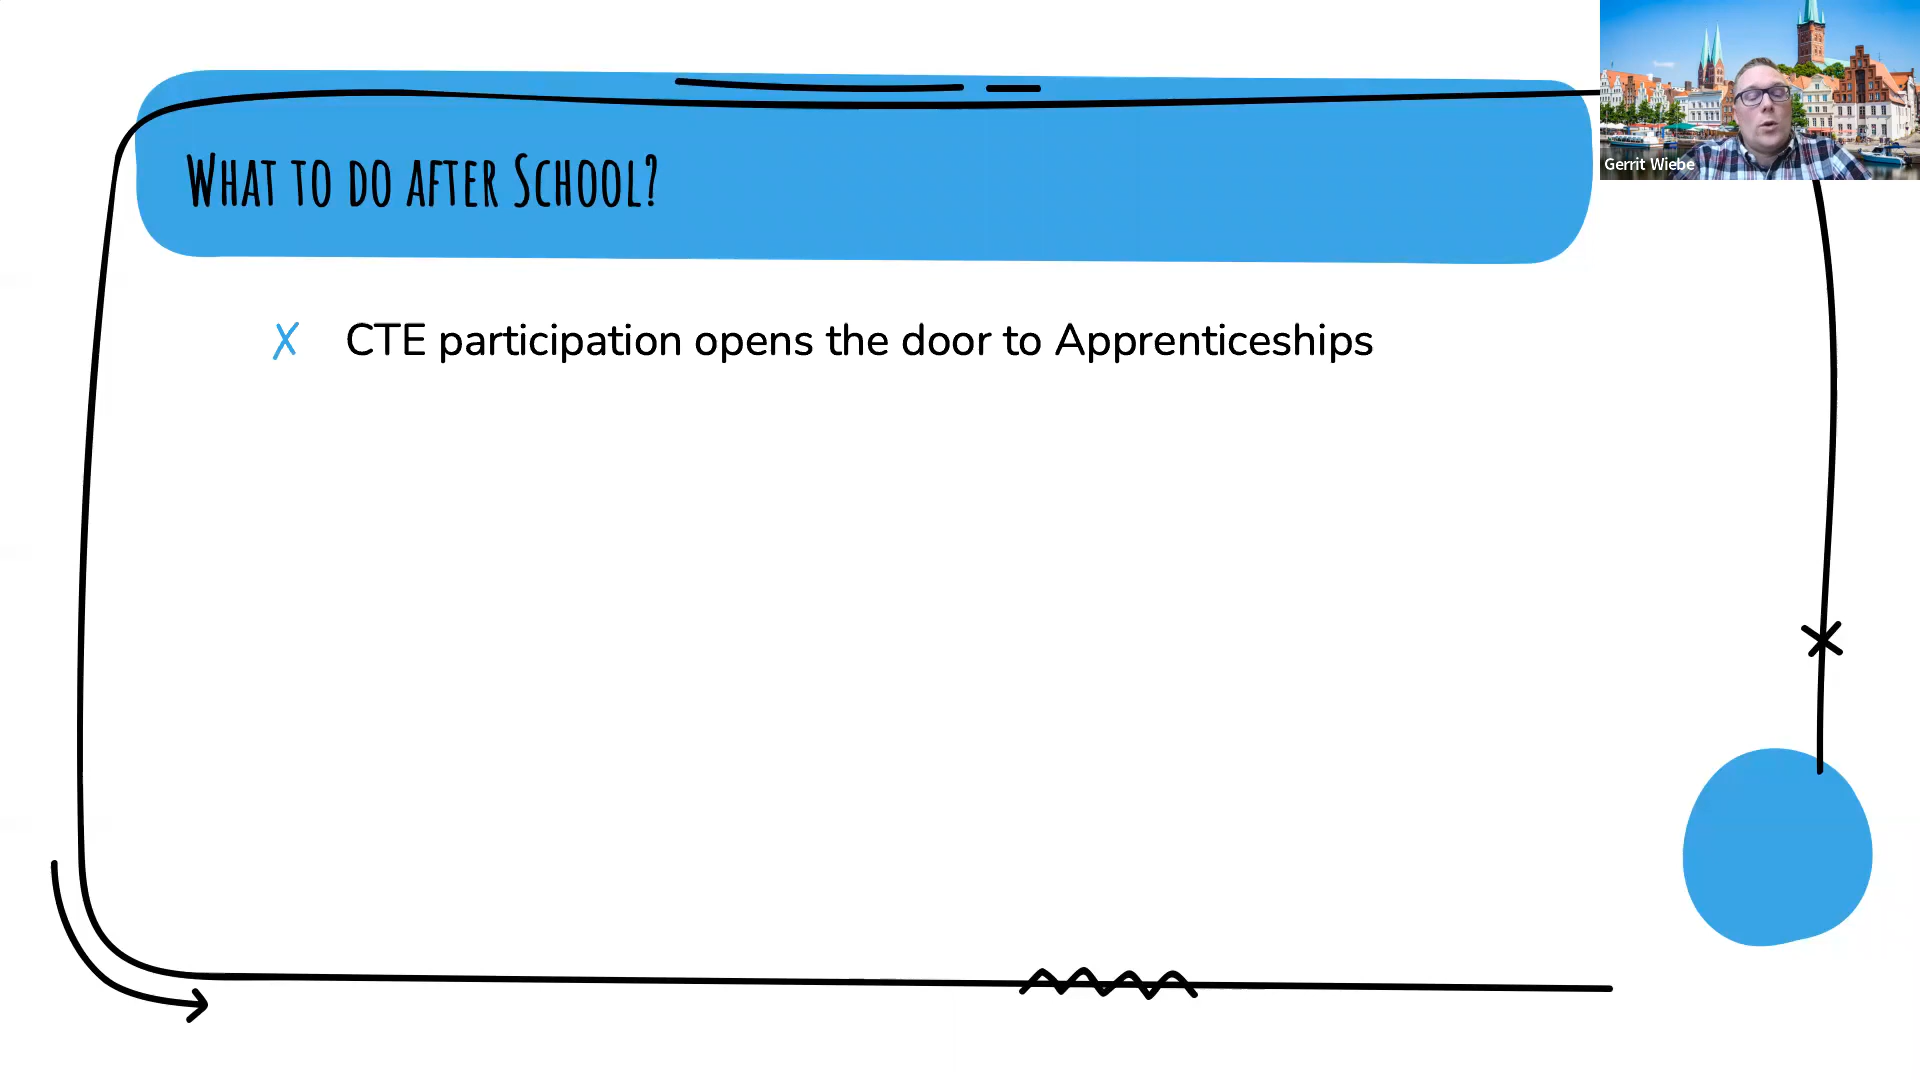 What to do after School?
X CTE participation opens the door to Apprenticeships
Gerrit Wiebe